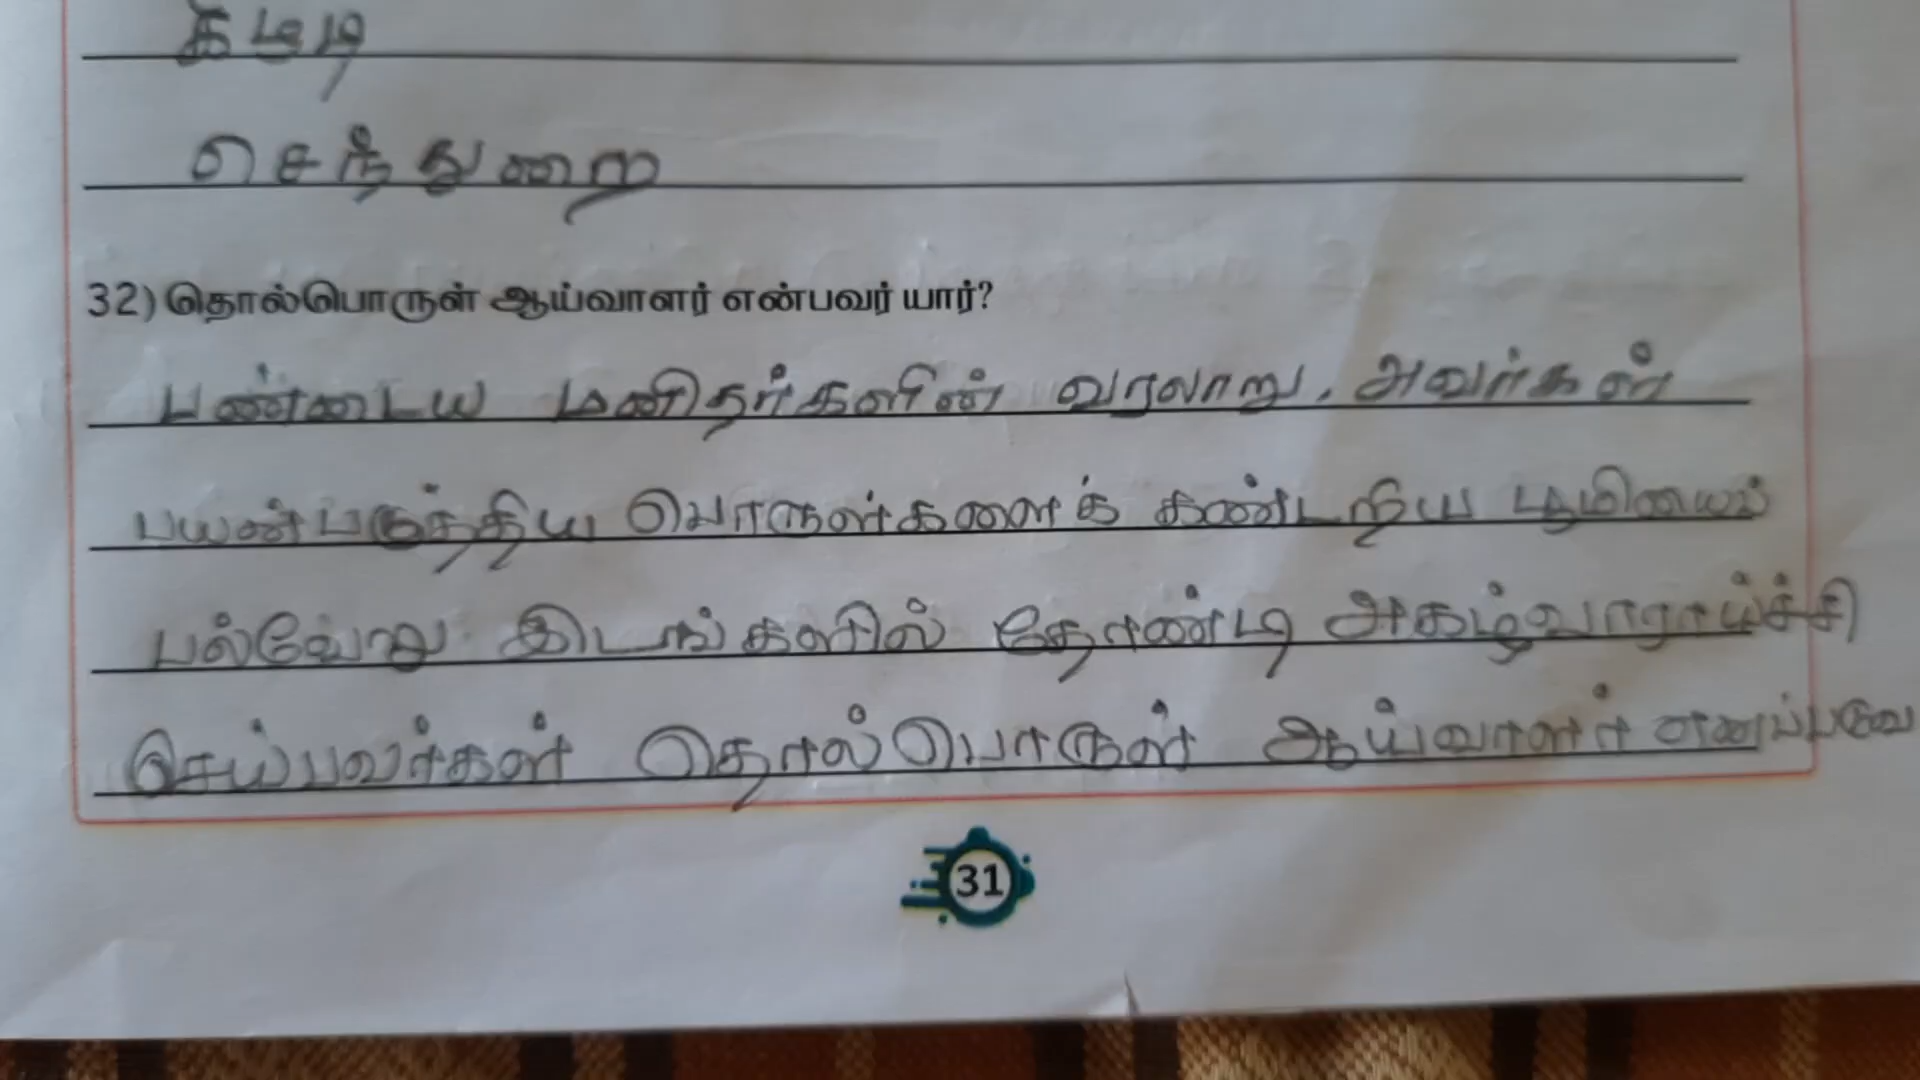 செந்துறை
32) தொல்பொருள் ஆய்வாளர் என்பவர் யார்?
பண்டைய மனிதர்களின் வரலாறு, அவர்கள்
பயன்படுத்திய பொருள்களைக் கண்டறிய பூமியைப்
பல்வேறு இடங்களில் தோண்டி அகழ்வாராய்ச்சி
செய்பவர்கள் தொல்பொருள் ஆய்வாளர் எனப்படுவ
31